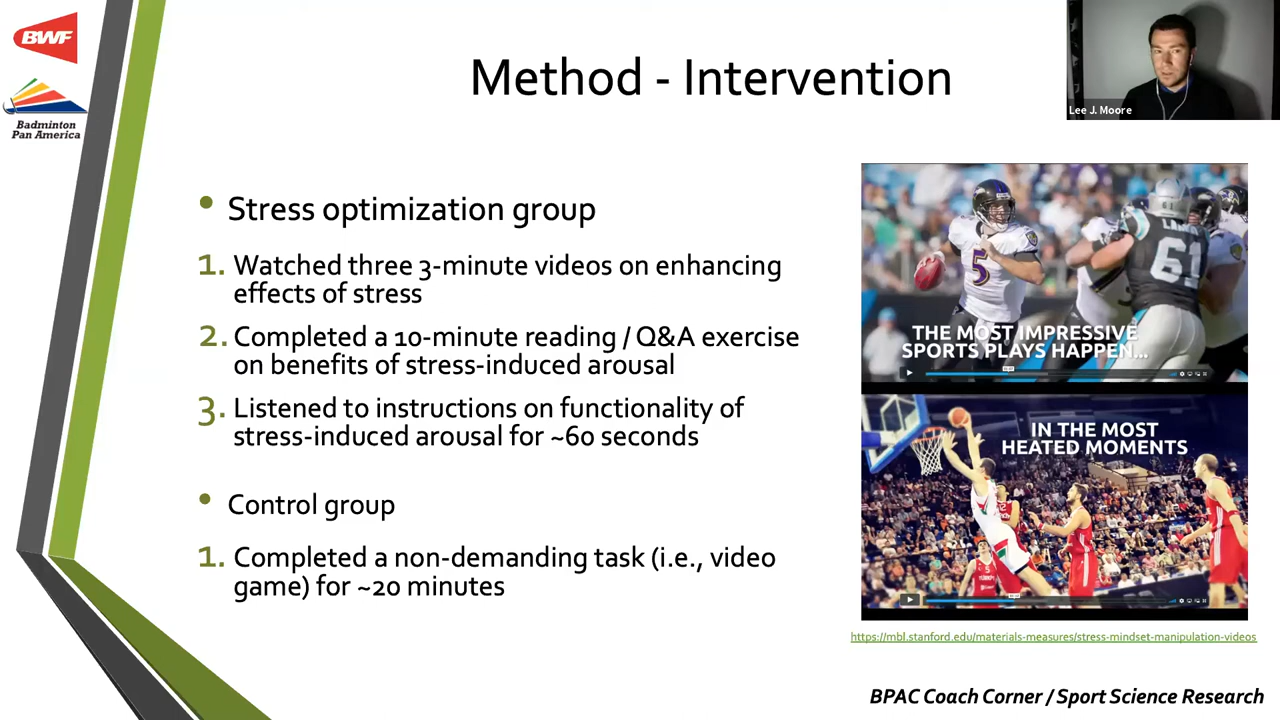 BWF
Badminton
Pan America
Method - Intervention
Lee J. Moore
• Stress optimization group
1. Watched three 3-minute videos on enhancing
effects of stress
2. Completed a 10-minute reading / Q&A exercise
on benefits of stress-induced arousal
3. Listened to instructions on functionality of
stress-induced arousal for ~60 seconds
• Control group
1. Completed a non-demanding task (i.e., video
game) for ~20 minutes
5
61
THE MOST IMPRESSIVE
SPORTS PLAYS HAPPEN...
IN THE MOST
HEATED MOMENTS
https://mbl.stanford.edu/materials-measures/stress-mindset-manipulation-videos
BPAC Coach Corner / Sport Science Research